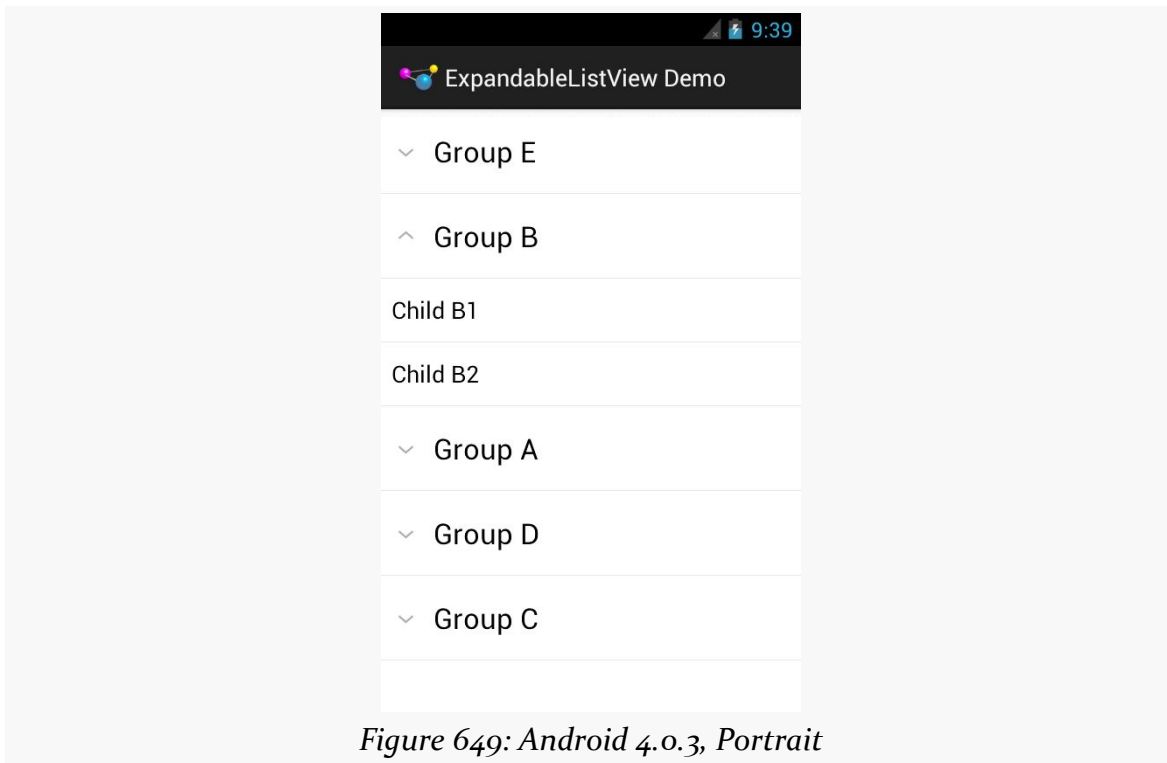 9:39
ExpandableListView Demo
Group E
Group B
Child B1
Child B2
Group A
Group D
Group C
Figure 649: Android 4.0.3, Portrait